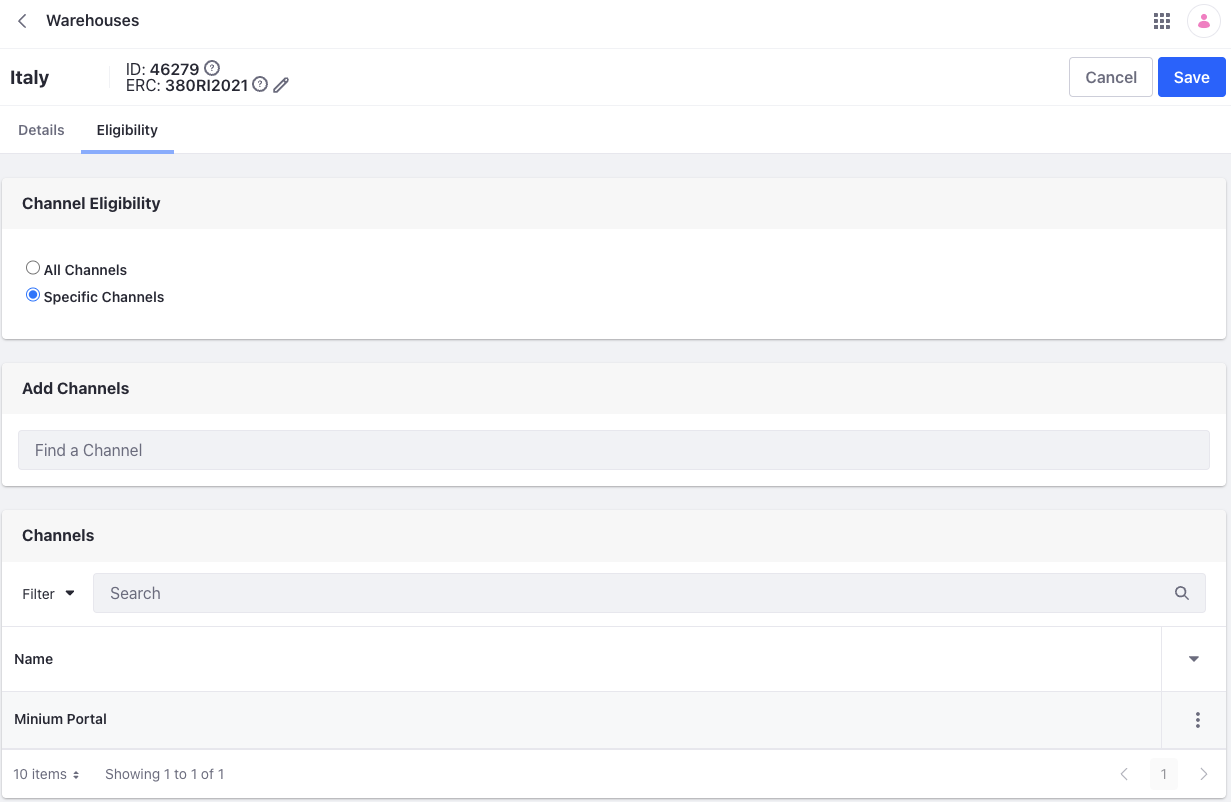 Warehouses
Italy
ID: 46279
ERC: 380RI2021
Cancel
Save
Details
Eligibility
Channel Eligibility
All Channels
Specific Channels
Add Channels
Find a Channel
Channels
Filter
Search
Name
Minium Portal
10 items
Showing 1 to 1 of 1
1